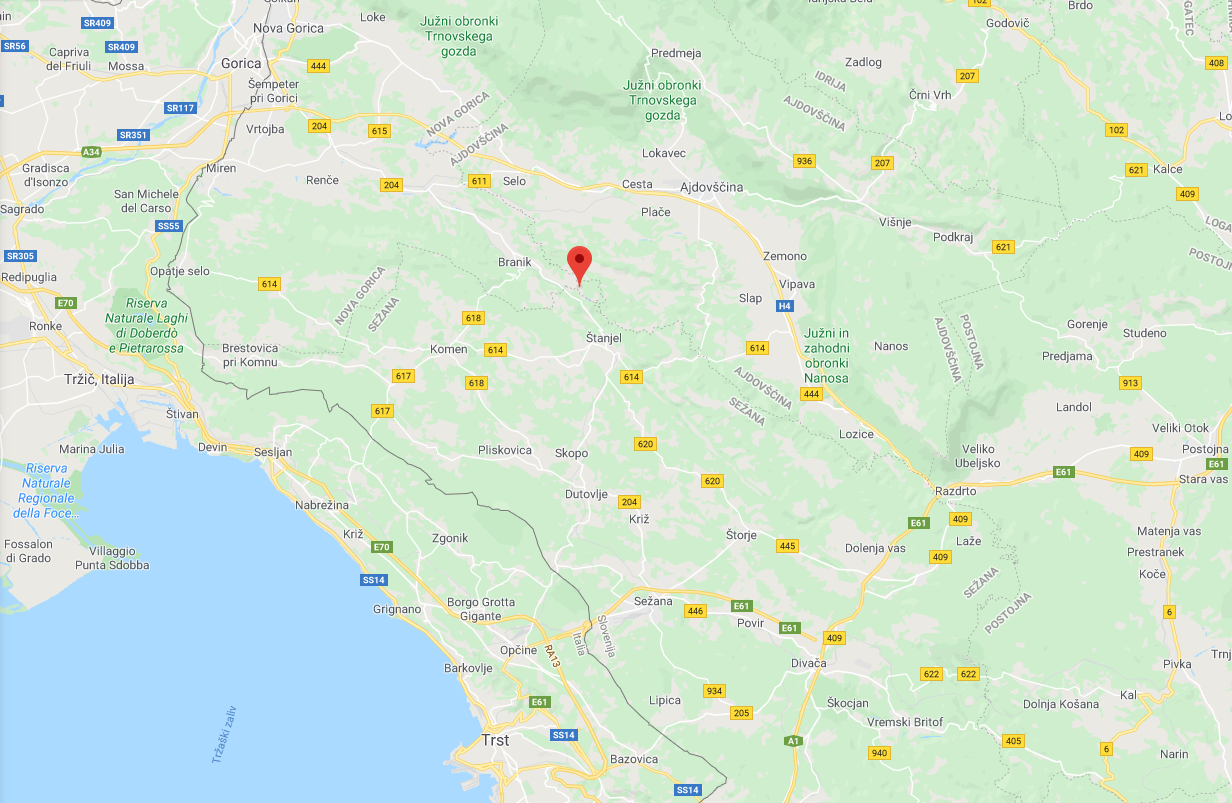 Loke
Južni obronki
Trnovskega
gozda
102
Brdo
SR409
Nova Gorica
Godovič
SR56
SR409
Capriva
del Friuli
Mossa
Gorica
444
Predmeja
Zadlog
408
207
IDRIJA
Šempeter
pri Gorici
Južni obronki
Trnovskega
gozda
AJDOVŠČINA
Črni Vrh
SR117
NOVA GORICA
AJDOVŠČINA
SR351
Vrtojba
204
615
102
A34
Lokavec
936
207
621
Kalce
Gradisca
d'Isonzo
Miren
Renče
204
611
Selo
Cesta
Ajdovščina
409
San Michele
del Carso
Sagrado
Plače
SS55
Višnje
Podkraj
621
SR305
Opatje selo
Branik
Zemono
Redipuglia
614
NOVA GORICA
SEŽANA
Vipava
Slap
H4
E70
Riserva
Naturale Laghi
di Doberdò
e Pietrarossa
Ronke
618
Štanjel
Južni in
zahodni
obronki
Nanosa
AJDOVŠČINA
POSTOJNA
Gorenje
Studeno
Brestovica
pri Komnu
Komen
614
614
Nanos
Predjama
Tržič, Italija
617
618
614
AJDOVŠČINA
SEŽANA
444
913
Štivan
617
Landol
Devin
Sesljan
Marina Julia
Pliskovica
Skopo
620
Lozice
Veliko
Ubeljsko
Veliki Otok
409
Postojna
E61
E61
Riserva
Naturale
Regionale
della Foce...
Stara vas
620
Razdrto
Nabrežina
Dutovlje
204
Križ
E61
409
Križ
Zgonik
Štorje
445
Dolenja vas
Laže
409
Matenja vas
Prestranek
Fossalon
di Grado
Villaggio
Punta Sdobba
E70
SS14
SEŽANA
POSTOJNA
Koče
Grignano
Borgo Grotta
Gigante
Sežana
446
E61
Povir
E61
409
6
Slovenija
Italia
Opčine
RA13
Barkovlje
Divača
622
622
Pivka
934
Lipica
205
Škocjan
Dolnja Košana
Kal
E61
Vremski Britof
Tržaški zaliv
Trst
SS14
A1
940
405
6
Narin
Bazovica
SS14